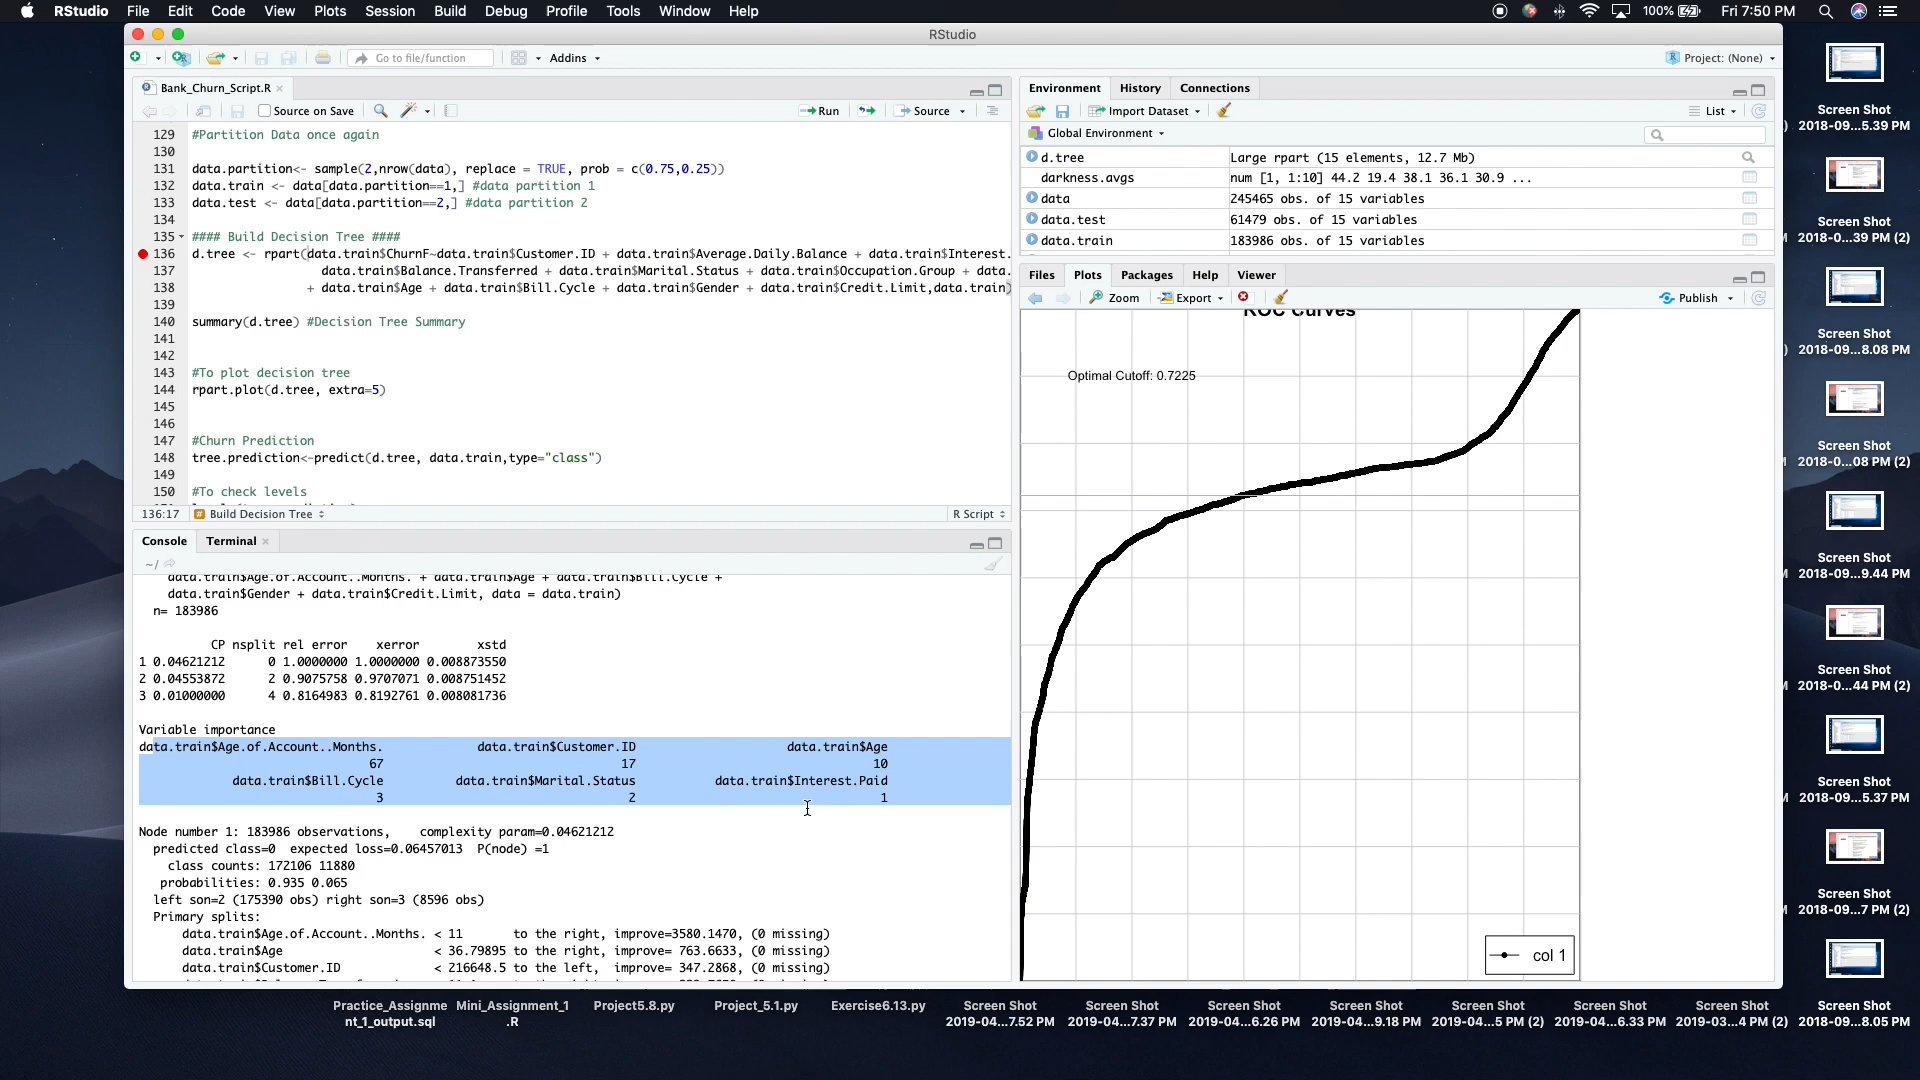 RStudio File Edit Code View Plots Session Build Debug Profile Tools Window Help 100% Fri 7:50 PM
RStudio
Go to file/function Addins Project: (None)
Bank_Churn_Script.R
Source on Save Run Source
129 #Partition Data once again
130
131 data.partition<- sample(2,nrow(data), replace = TRUE, prob = c(0.75,0.25))
132 data.train <- data[data.partition==1,] #data partition 1
133 data.test <- data[data.partition==2,] #data partition 2
134
135 #### Build Decision Tree ####
136 d.tree <- rpart(data.train$ChurnF~data.train$Customer.ID + data.train$Average.Daily.Balance + data.train$Interest.
137 data.train$Balance.Transferred + data.train$Marital.Status + data.train$Occupation.Group + data.
138 + data.train$Age + data.train$Bill.Cycle + data.train$Gender + data.train$Credit.Limit,data.train)
139
140 summary(d.tree) #Decision Tree Summary
141
142
143 #To plot decision tree
144 rpart.plot(d.tree, extra=5)
145
146
147 #Churn Prediction
148 tree.prediction<-predict(d.tree, data.train,type="class")
149
150 #To check levels
136:17 # Build Decision Tree R Script
Console Terminal
~/
data.train$Age.of.Account..Months. + data.train$Age + data.train$Bill.Cycle +
data.train$Gender + data.train$Credit.Limit, data = data.train)
n= 183986
CP nsplit rel error xerror xstd
1 0.04621212 0 1.0000000 1.0000000 0.008873550
2 0.04553872 2 0.9075758 0.9707071 0.008751452
3 0.01000000 4 0.8164983 0.8192761 0.008081736
Variable importance
data.train$Age.of.Account..Months. data.train$Customer.ID data.train$Age
67 17 10
data.train$Bill.Cycle data.train$Marital.Status data.train$Interest.Paid
3 2 1
Node number 1: 183986 observations, complexity param=0.04621212
predicted class=0 expected loss=0.06457013 P(node) =1
class counts: 172106 11880
probabilities: 0.935 0.065
left son=2 (175390 obs) right son=3 (8596 obs)
Primary splits:
data.train$Age.of.Account..Months. < 11 to the right, improve=3580.1470, (0 missing)
data.train$Age < 36.79895 to the right, improve= 763.6633, (0 missing)
data.train$Customer.ID < 216648.5 to the left, improve= 347.2868, (0 missing)
Environment History Connections
Import Dataset List
Global Environment
d.tree Large rpart (15 elements, 12.7 Mb)
darkness.avgs num [1, 1:10] 44.2 19.4 38.1 36.1 30.9 ...
data 245465 obs. of 15 variables
data.test 61479 obs. of 15 variables
data.train 183986 obs. of 15 variables
Files Plots Packages Help Viewer
Zoom Export Publish
ROC Curves
Optimal Cutoff: 0.7225
col 1
Screen Shot
2018-09...5.39 PM
Screen Shot
2018-0...39 PM (2)
Screen Shot
2018-09...8.08 PM
Screen Shot
2018-0...08 PM (2)
Screen Shot
2018-09...9.44 PM
Screen Shot
2018-0...44 PM (2)
Screen Shot
2018-09...5.37 PM
Screen Shot
2018-09...7 PM (2)
Screen Shot
2018-09...8.05 PM
Practice_Assignme
nt_1_output.sql
Mini_Assignment_1
.R
Project5.8.py
Project_5.1.py
Exercise6.13.py
Screen Shot
2019-04...7.52 PM
Screen Shot
2019-04...7.37 PM
Screen Shot
2019-04...6.26 PM
Screen Shot
2019-04...9.18 PM
Screen Shot
2019-04...5 PM (2)
Screen Shot
2019-04...6.33 PM
Screen Shot
2019-03...4 PM (2)